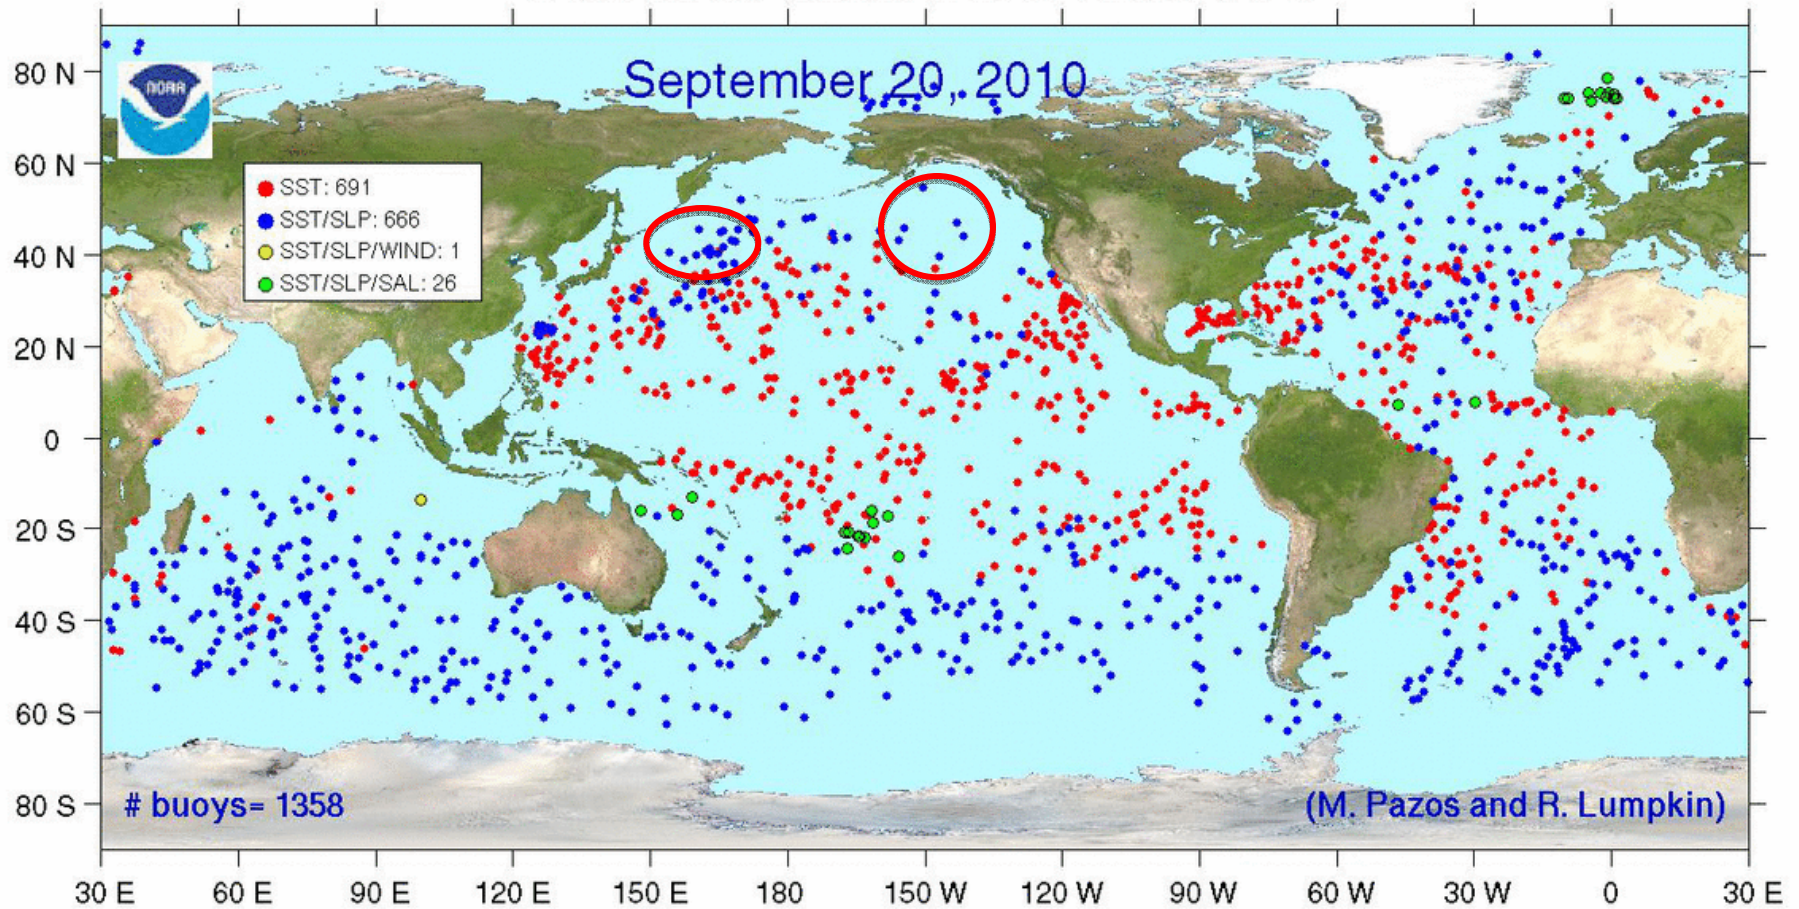 September 20, 2010
NOAA
SST: 691
SST/SLP: 666
SST/SLP/WIND: 1
SST/SLP/SAL: 26
80 N
60 N
40 N
20 N
0
20 S
40 S
60 S
80 S
# buoys= 1358
(M. Pazos and R. Lumpkin)
30 E
60 E
90 E
120 E
150 E
180
150 W
120 W
90 W
60 W
30 W
0
30 E